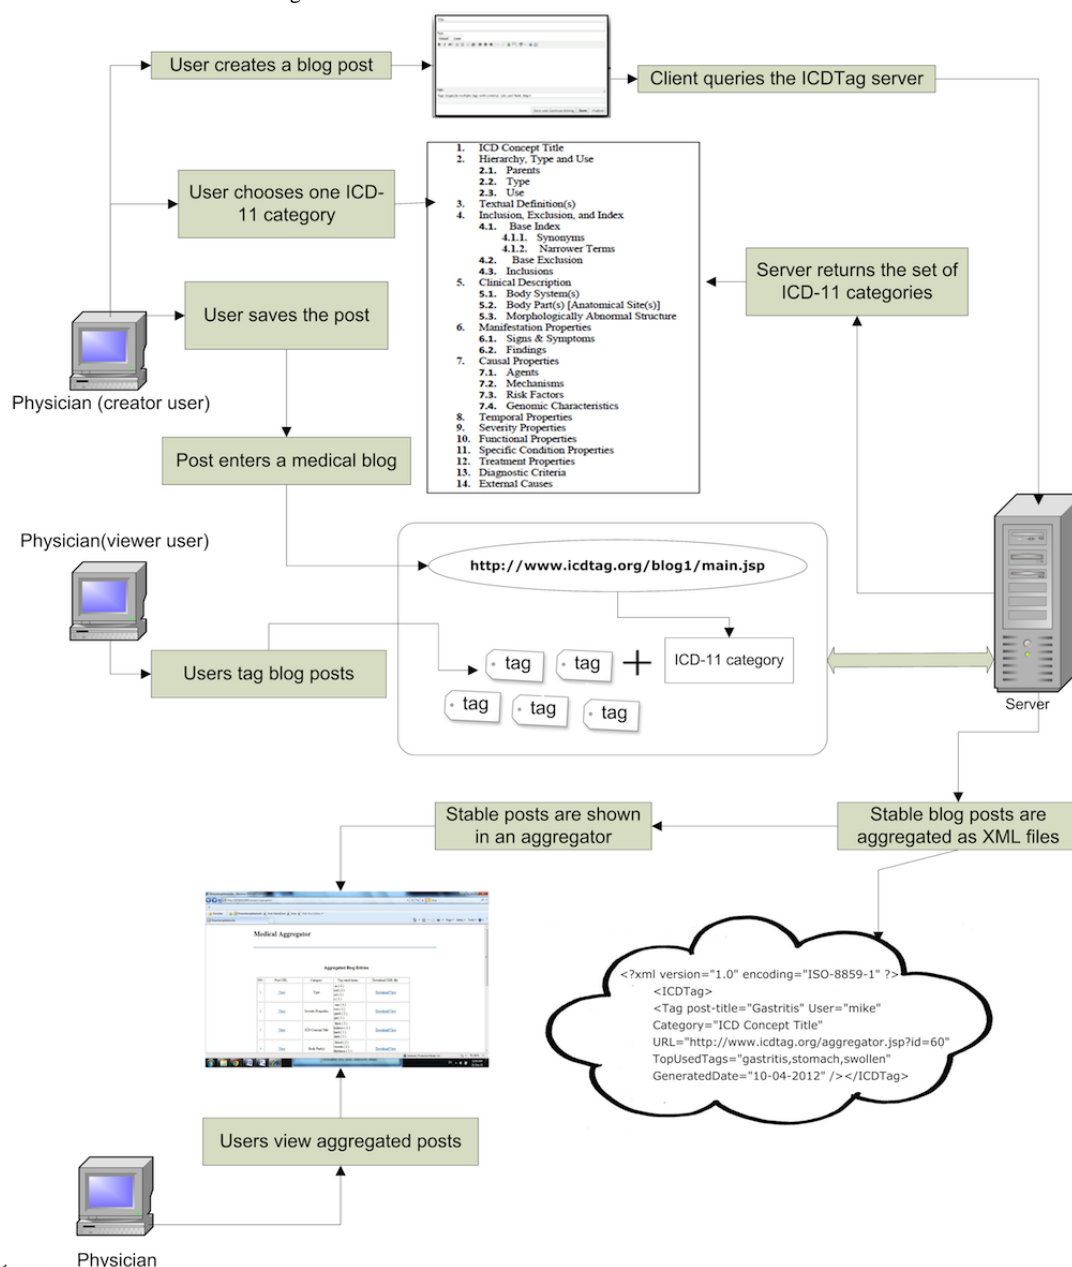 User creates a blog post
Client queries the ICDTag server
User chooses one ICD-
11 category
1. ICD Concept Title
2. Hierarchy, Type and Use
2.1. Parents
2.2. Type
2.3. Use
3. Textual Definition(s)
4. Inclusion, Exclusion, and Index
4.1. Base Index
4.1.1. Synonyms
4.1.2. Narrower Terms
4.2. Base Exclusion
4.3. Inclusions
5. Clinical Description
5.1. Body System(s)
5.2. Body Part(s) [Anatomical Site(s)]
5.3. Morphologically Abnormal Structure
6. Manifestation Properties
6.1. Signs & Symptoms
6.2. Findings
7. Causal Properties
7.1. Agents
7.2. Mechanisms
7.3. Risk Factors
7.4. Genomic Characteristics
8. Temporal Properties
9. Severity Properties
10. Functional Properties
11. Specific Condition Properties
12. Treatment Properties
13. Diagnostic Criteria
14. External Causes
Server returns the set of
ICD-11 categories
User saves the post
Physician (creator user)
Post enters a medical blog
Physician(viewer user)
http://www.icdtag.org/blog1/main.jsp
Users tag blog posts
tag
tag
ICD-11 category
tag
tag
tag
Server
Stable posts are shown
in an aggregator
Stable blog posts are
aggregated as XML files
Medical Aggregator
Aggregated Blog Entries
<?xml version="1.0" encoding="ISO-8859-1" ?>
<ICDTag>
<Tag post-title="Gastritis" User="mike"
Category="ICD Concept Title"
URL="http://www.icdtag.org/aggregator.jsp?id=60"
TopUsedTags="gastritis,stomach,swollen"
GeneratedDate="10-04-2012" /></ICDTag>
Users view aggregated posts
Physician